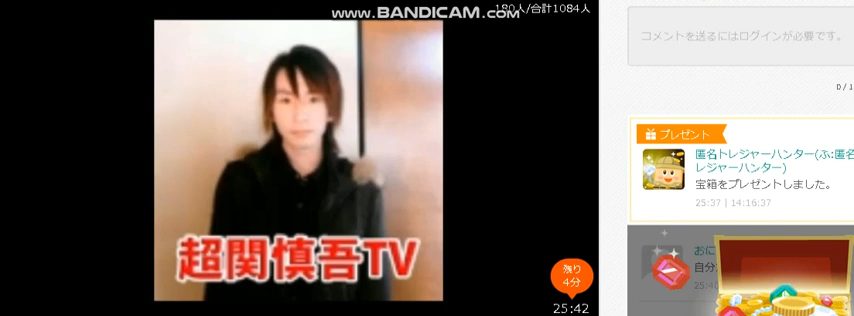 www.BANDICAM.com
180人/合計1084人
コメントを送るにはログインが必要です。
0/1
プレゼント
匿名トレジャーハンター(ふ:匿名
レジャーハンター)
宝箱をプレゼントしました。
25:37 | 14:16:37
おに
自分
超関慎吾TV
残り
4分
25:42